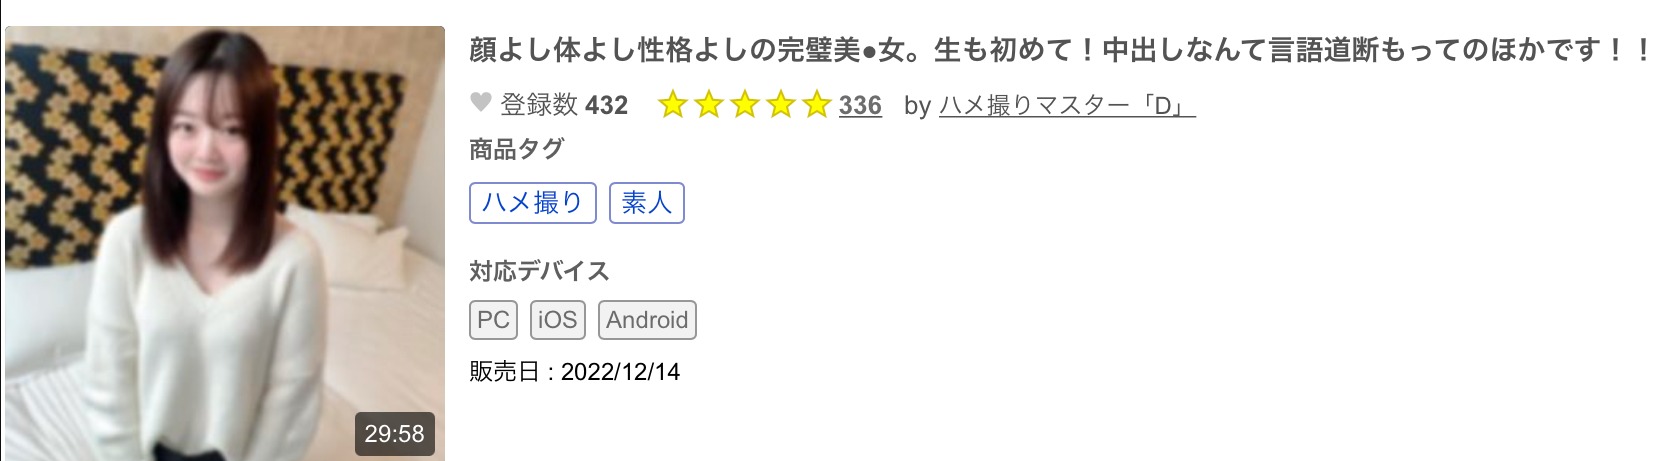 顔よし体よし性格よしの完璧美●女。生も初めて！中出しなんて言語道断もってのほかです！！
♥ 登録数 432 ★★★★★ 336 by ハメ撮りマスター「D」
商品タグ
ハメ撮り 素人
対応デバイス
PC iOS Android
販売日 : 2022/12/14
29:58